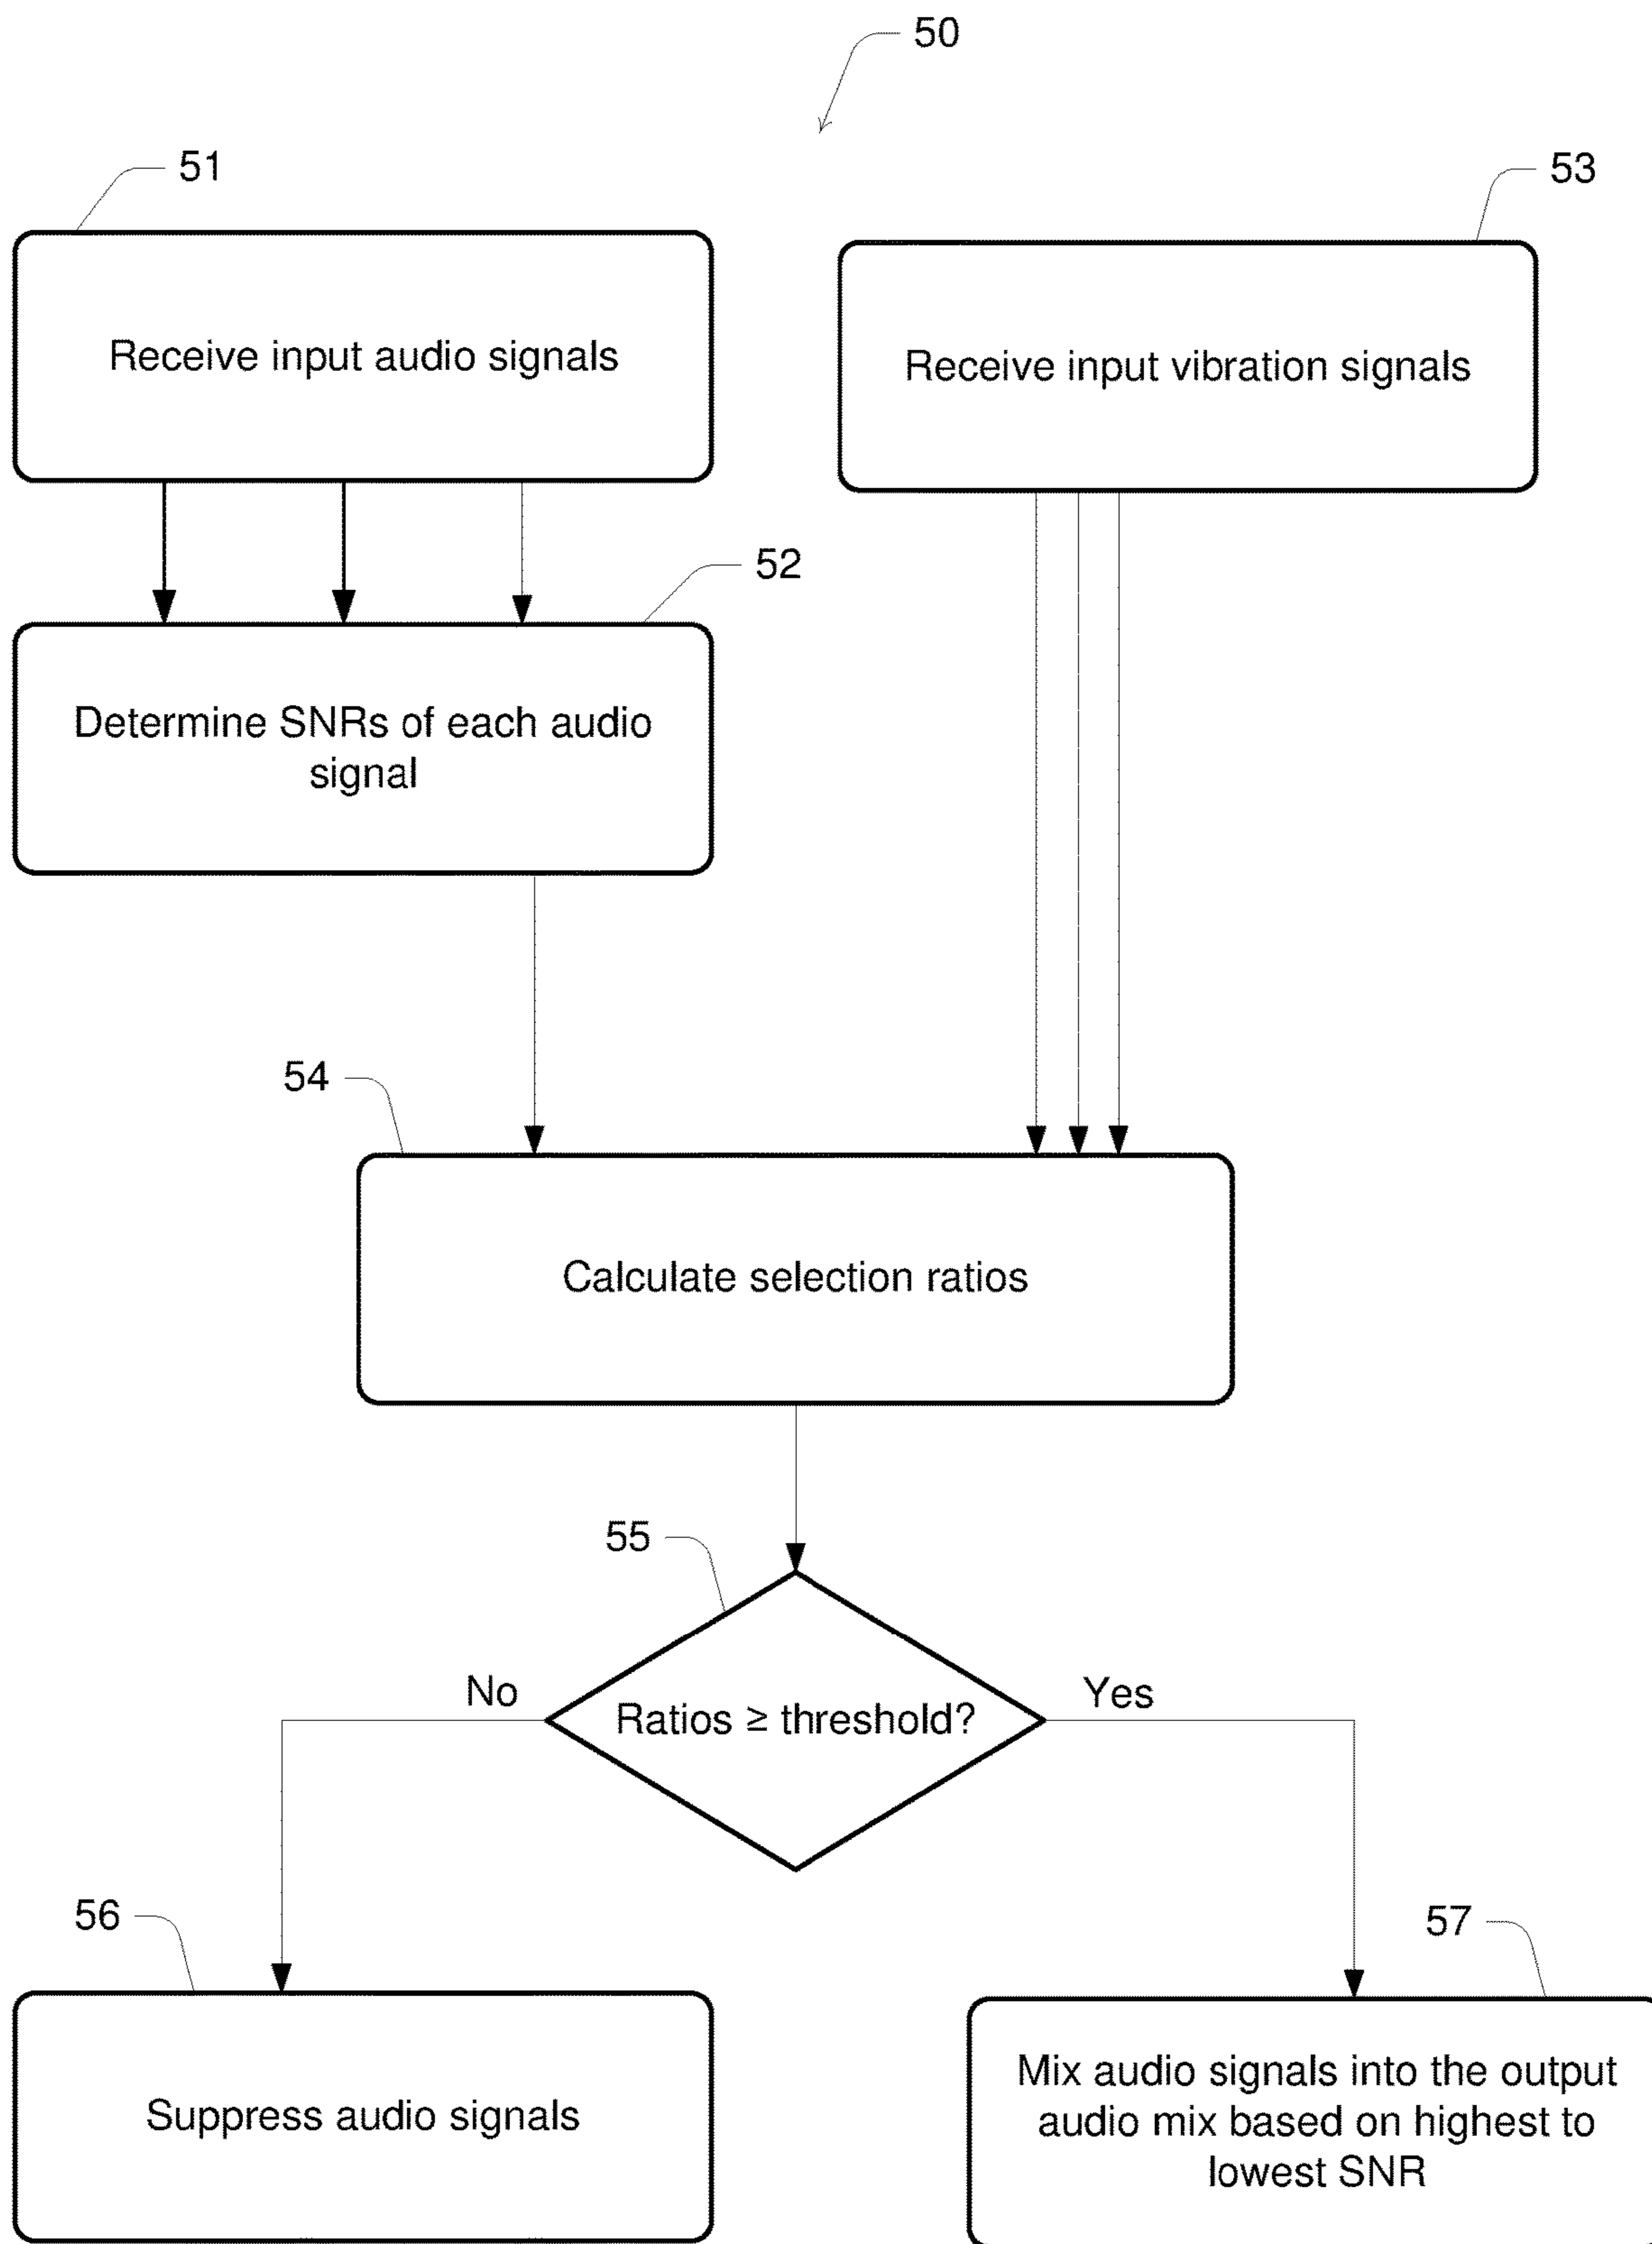 50
51
53
Receive input audio signals
Receive input vibration signals
52
Determine SNRs of each audio
signal
54
Calculate selection ratios
55
No
Ratios ≥ threshold?
Yes
56
57
Suppress audio signals
Mix audio signals into the output
audio mix based on highest to
lowest SNR